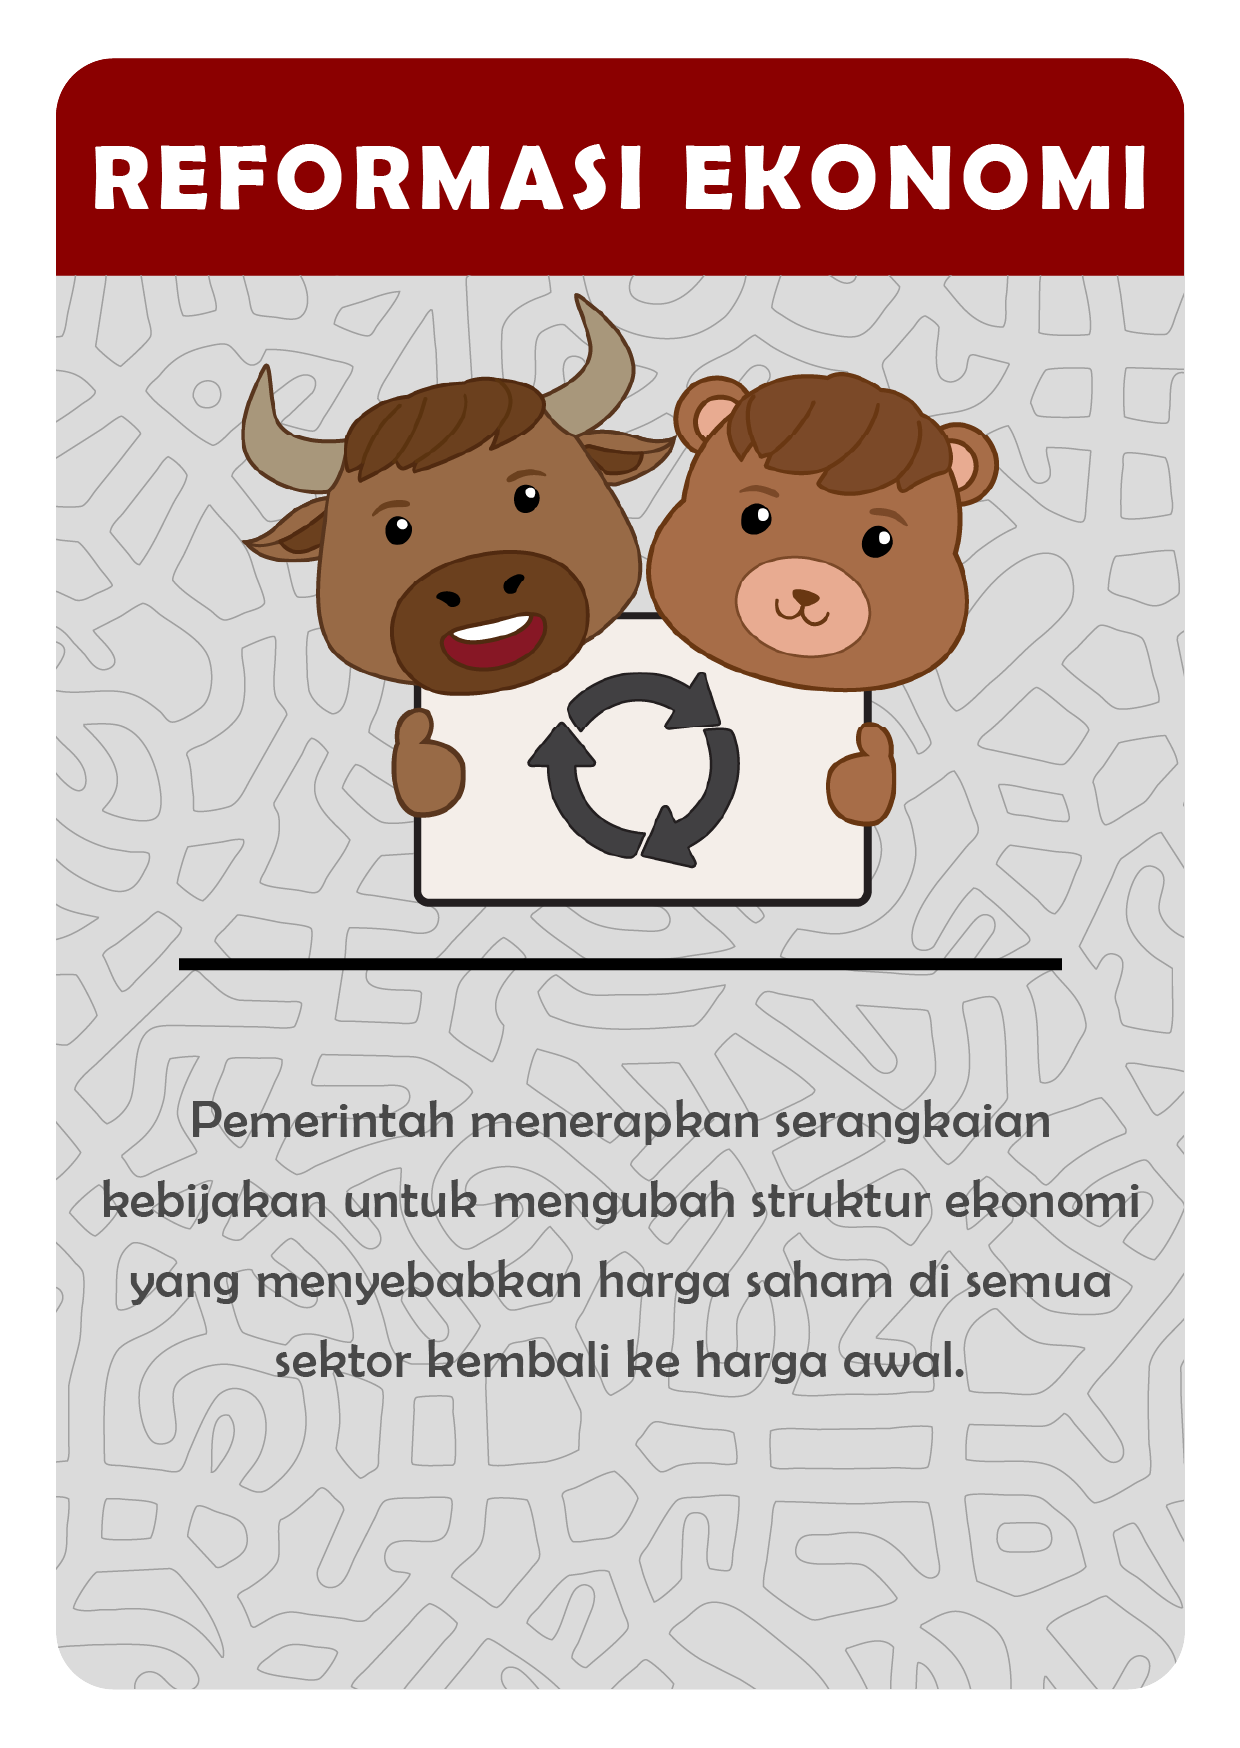 REFORMASI EKONOMI
Pemerintah menerapkan serangkaian
kebijakan untuk mengubah struktur ekonomi
yang menyebabkan harga saham di semua
sektor kembali ke harga awal.